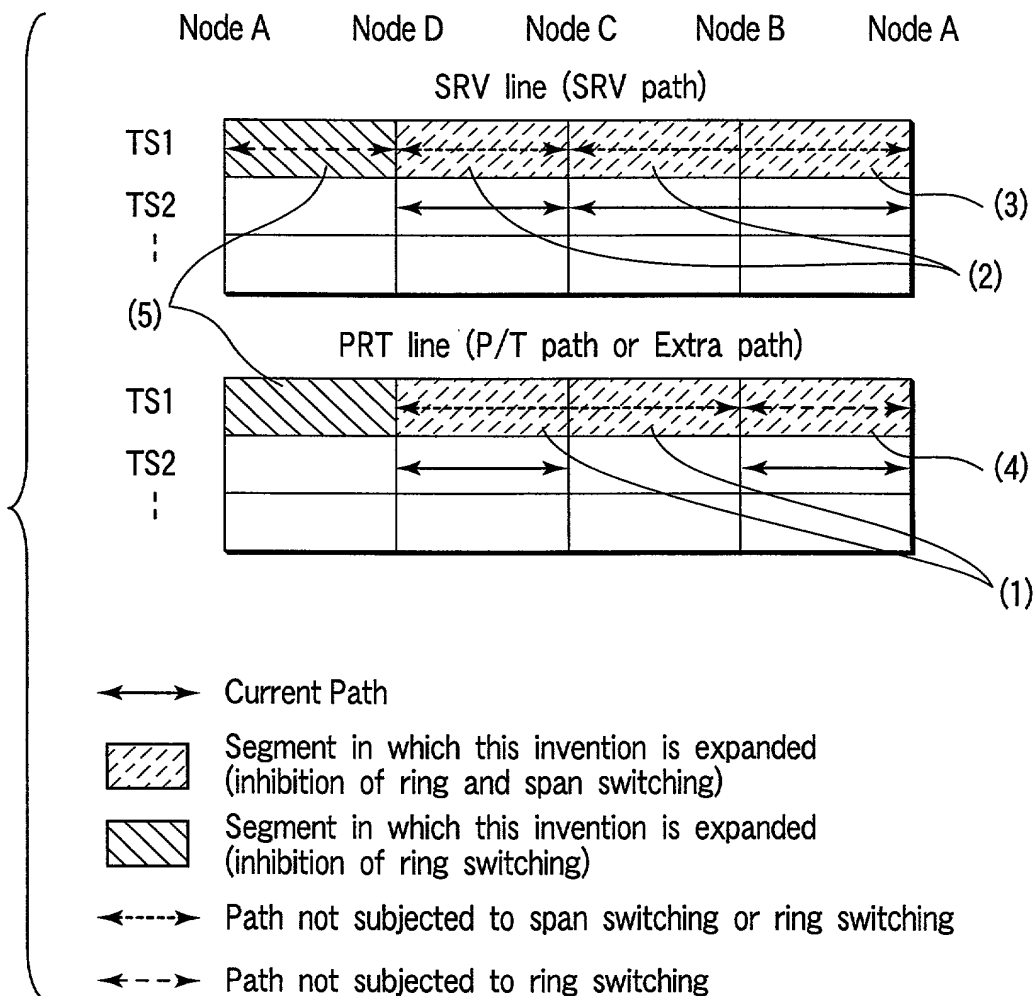 Node A Node D Node C Node B Node A
SRV line (SRV path)
TS1
TS2
(3)
(2)
(5)
PRT line (P/T path or Extra path)
TS1
TS2
(4)
(1)
Current Path
Segment in which this invention is expanded
(inhibition of ring and span switching)
Segment in which this invention is expanded
(inhibition of ring switching)
Path not subjected to span switching or ring switching
Path not subjected to ring switching